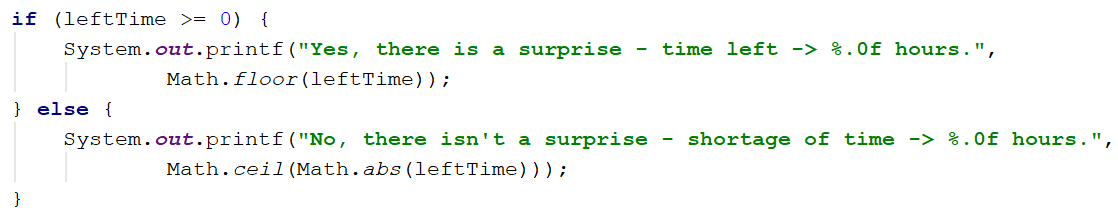 if (leftTime >= 0) {
    System.out.printf("Yes, there is a surprise - time left -> %.0f hours.",
            Math.floor(leftTime));
} else {
    System.out.printf("No, there isn't a surprise - shortage of time -> %.0f hours.",
            Math.ceil(Math.abs(leftTime)));
}